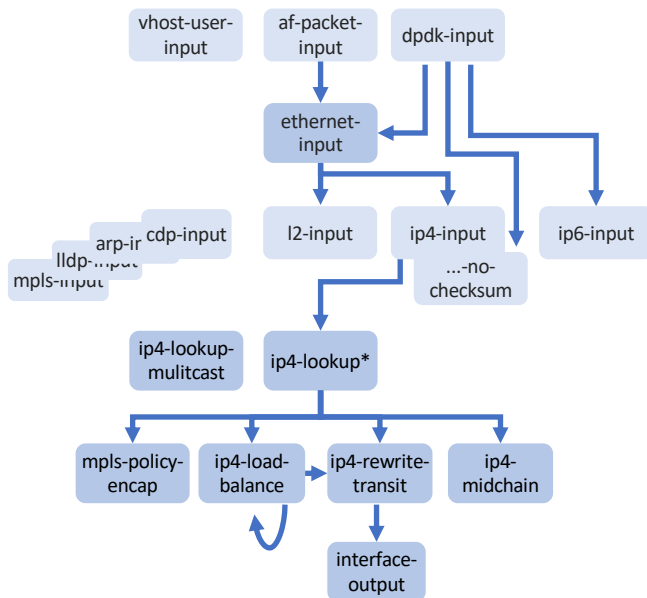 vhost-user-
input
af-packet-
input
dpdk-input
ethernet-
input
cdp-input
arp-in
lldp-input
mpls-input
l2-input
ip4-input
...-no-
checksum
ip6-input
ip4-lookup-
mulitcast
ip4-lookup*
mpls-policy-
encap
ip4-load-
balance
ip4-rewrite-
transit
ip4-
midchain
interface-
output